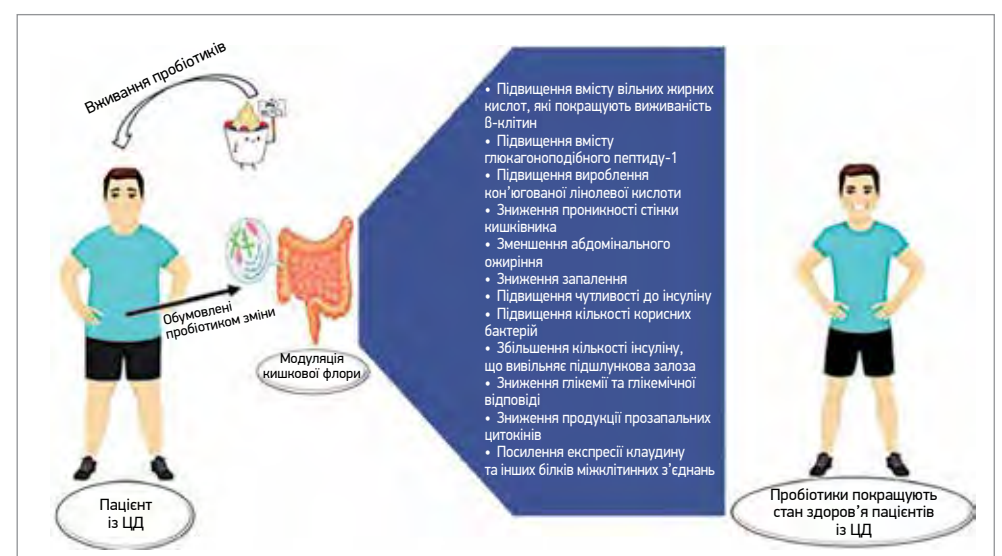 Вживання пробіотиків
• Підвищення вмісту вільних жирних
кислот, які покращують виживаність
β-клітин
• Підвищення вмісту
глюкагоноподібного пептиду-1
• Підвищення вироблення
кон’югованої лінолевої кислоти
• Зниження проникності стінки
кишківника
• Зменшення абдомінального
ожиріння
• Зниження запалення
• Підвищення чутливості до інсуліну
• Підвищення кількості корисних
бактерій
• Збільшення кількості інсуліну,
що вивільняє підшлункова залоза
• Зниження глікемії та глікемічної
відповіді
• Зниження продукції прозапальних
цитокінів
• Посилення експресії клаудину
та інших білків міжклітинних з’єднань
Обумовлені
пробіотиком зміни
Модуляція
кишкової флори
Пацієнт
із ЦД
Пробіотики покращують
стан здоров’я пацієнтів
із ЦД